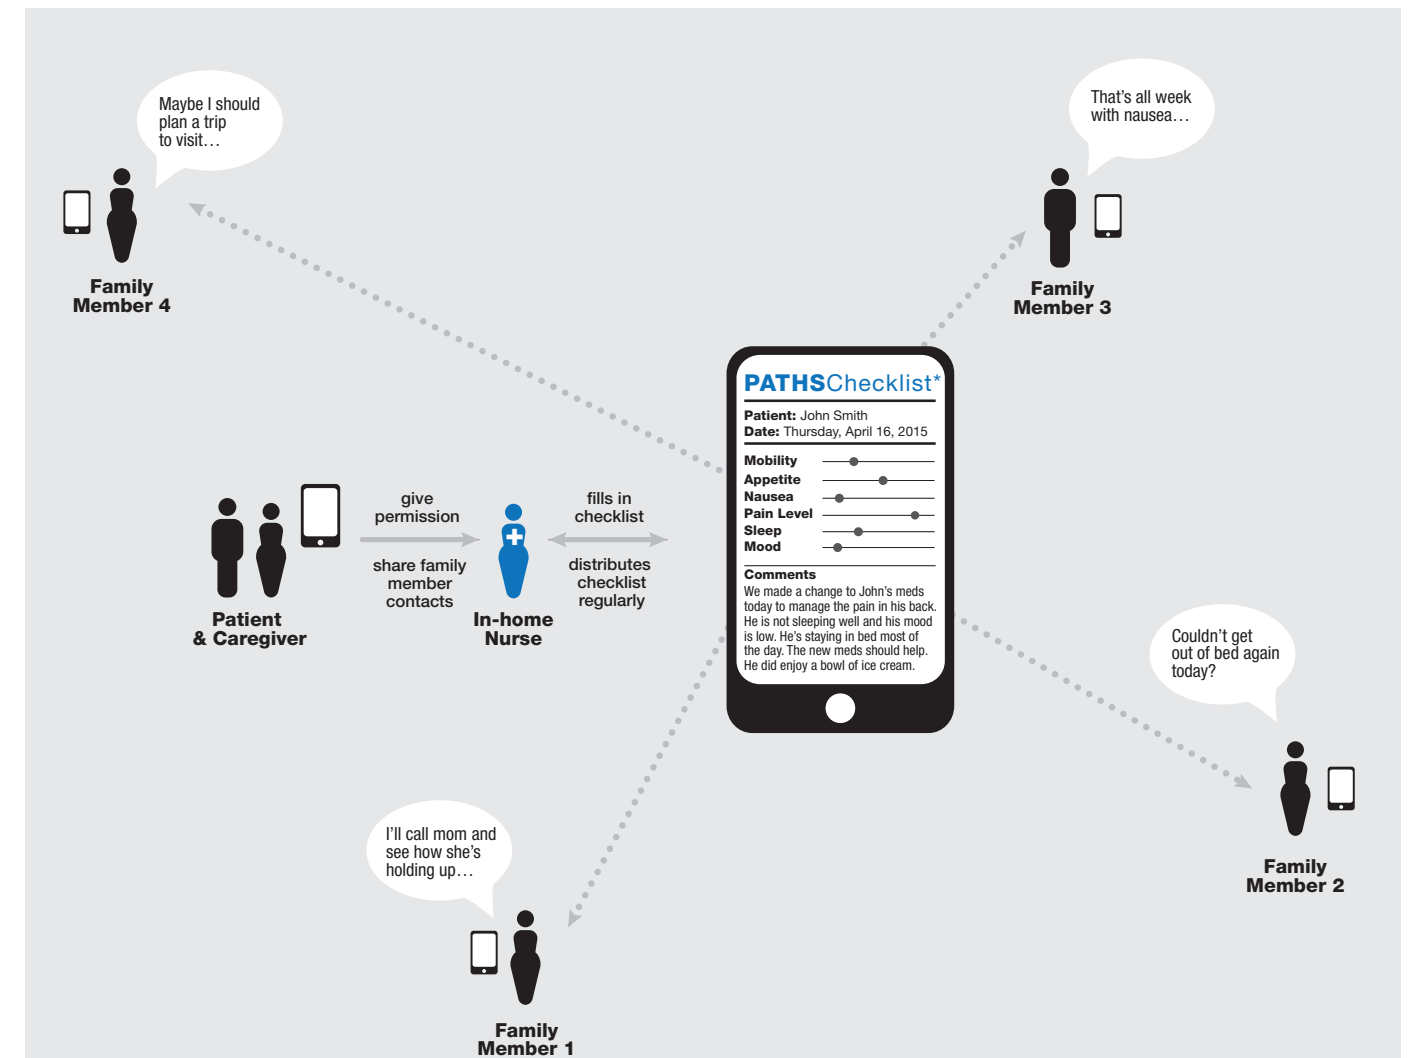 Maybe I should
plan a trip
to visit…
Family
Member 4
That’s all week
with nausea…
Family
Member 3
PATHSChecklist*
Patient: John Smith
Date: Thursday, April 16, 2015
Mobility
Appetite
Nausea
Pain Level
Sleep
Mood
Comments
We made a change to John’s meds
today to manage the pain in his back.
He is not sleeping well and his mood
is low. He’s staying in bed most of
the day. The new meds should help.
He did enjoy a bowl of ice cream.
Patient
& Caregiver
give
permission
share family
member
contacts
In-home
Nurse
fills in
checklist
distributes
checklist
regularly
Couldn’t get
out of bed again
today?
Family
Member 2
I’ll call mom and
see how she’s
holding up…
Family
Member 1